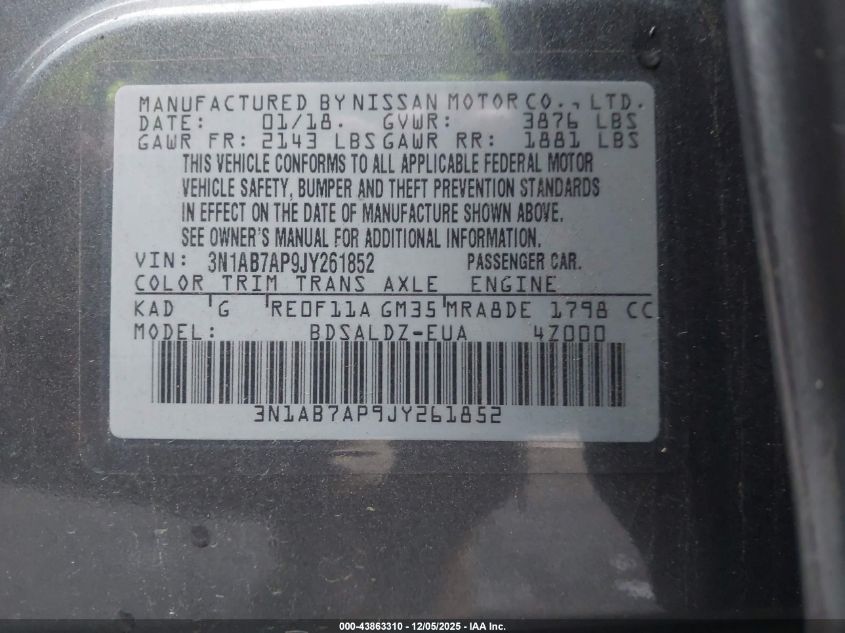 MANUFACTURED BY NISSAN MOTOR CO., LTD.
DATE: 01/18. GVWR: 3876 LBS
GAWR FR: 2143 LBS GAWR RR: 1881 LBS
THIS VEHICLE CONFORMS TO ALL APPLICABLE FEDERAL MOTOR
VEHICLE SAFETY, BUMPER AND THEFT PREVENTION STANDARDS
IN EFFECT ON THE DATE OF MANUFACTURE SHOWN ABOVE.
SEE OWNER'S MANUAL FOR ADDITIONAL INFORMATION.
VIN: 3N1AB7AP9JY261852 PASSENGER CAR.
COLOR TRIM TRANS AXLE ENGINE
KAD G RE0F11A GM35 MRA8DE 1798 CC
MODEL: BDSALDZ-EUA 4Z000
3N1AB7AP9JY261852
000-43863310 - 12/05/2025 - IAA Inc.